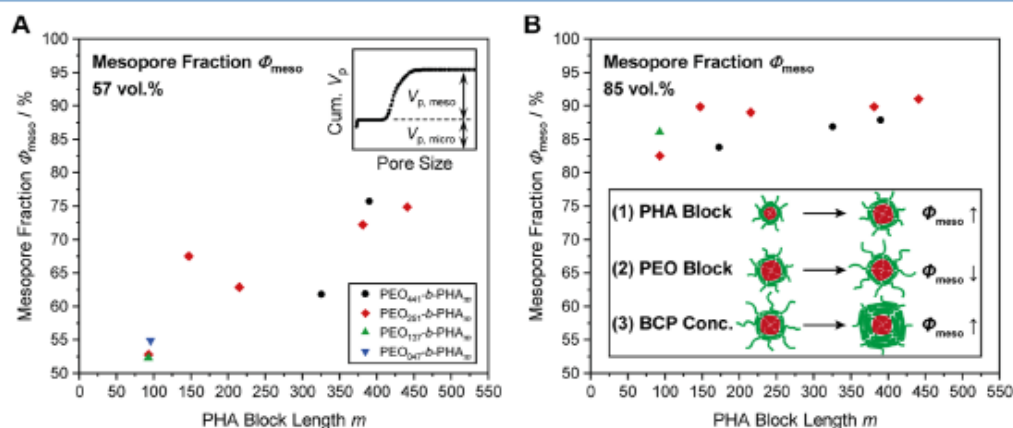 A
Mesopore Fraction Φmeso
57 vol.%
Cum. Vp
Vp, meso
Vp, micro
Pore Size
Mesopore Fraction Φmeso / %
100
95
90
85
80
75
70
65
60
55
50
PEO441-b-PHAm
PEO281-b-PHAm
PEO137-b-PHAm
PEO047-b-PHAm
0 50 100 150 200 250 300 350 400 450 500 550
PHA Block Length m
B
Mesopore Fraction Φmeso
85 vol.%
Mesopore Fraction Φmeso / %
100
95
90
85
80
75
70
65
60
55
50
(1) PHA Block Φmeso ↑
(2) PEO Block Φmeso ↓
(3) BCP Conc. Φmeso ↑
0 50 100 150 200 250 300 350 400 450 500 550
PHA Block Length m